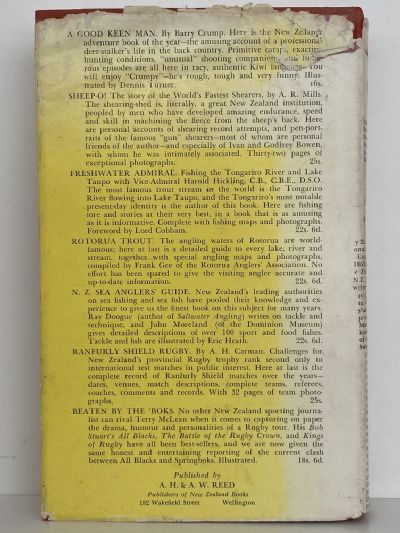 A GOOD KEEN MAN. By Barry Crump. Here is the New Zealand
adventure book of the year—the amusing account of a professional
deer-stalker's life in the back country. Primitive camps, exacting
hunting conditions, "unusual" shooting companions, and
episodes are all here in racy, authentic Kiwi language. You
will enjoy "Crumpy"—he's rough, tough and very funny. Illus-
trated by Dennis Turner. 16s.
SHEEP-O! The story of the World's Fastest Shearers, by A. R. Mills.
The shearing-shed is, literally, a great New Zealand institution,
peopled by men who have developed amazing endurance, speed
and skill in machining the fleece from the sheep's back. Here
are personal accounts of shearing record attempts, and pen-por-
traits of the famous "gun" shearers—most of whom are personal
friends of the author—and especially of Ivan and Godfrey Bowen,
with whom he was intimately associated. Thirty-two pages of
exceptional photographs. 25s.
FRESHWATER ADMIRAL. Fishing the Tongariro River and Lake
Taupo with Vice-Admiral Harold Hickling, C.B., C.B.E., D.S.O.
The most famous trout stream in the world is the Tongariro
River flowing into Lake Taupo, and the Tongariro's most notable
present-day identity is the author of this book. Here are fishing
lore and stories at their very best, in a book that is as amusing
as it is informative. Complete with fishing maps and photographs.
Foreword by Lord Cobham. 22s. 6d.
ROTORUA TROUT. The angling waters of Rotorua are world-
famous; here at last is a detailed guide to every lake, river and
stream, together with special angling maps and photographs,
compiled by Frank Gee of the Rotorua Anglers' Association. No
effort has been spared to give the visiting angler accurate and
up-to-date information. 22s. 6d.
N. Z. SEA ANGLERS' GUIDE. New Zealand's leading authorities
on sea fishing and sea fish have pooled their knowledge and ex-
perience to give us the finest book on this subject for many years.
Ray Doogue (author of Saltwater Angling) writes on tackle and
technique, and John Moreland (of the Dominion Museum)
gives detailed descriptions of over 100 sport and food fishes.
Tackle and fish are illustrated by Eric Heath. 22s. 6d.
RANFURLY SHIELD RUGBY. By A. H. Carman. Challenges for
New Zealand's provincial Rugby trophy rank second only to
international test matches in public interest. Here at last is the
complete record of Ranfurly Shield matches over the years—
dates, venues, match descriptions, complete teams, referees,
coaches, comments and records. With 32 pages of team photo-
graphs. 25s.
BEATEN BY THE 'BOKS. No other New Zealand sporting journa-
list can rival Terry McLean when it comes to capturing on paper
the drama, humour and personalities of a Rugby tour. His Bob
Stuart's All Blacks, The Battle of the Rugby Crown, and Kings
of Rugby have all been best-sellers, and we are now given the
same honest and entertaining reporting of the current clash
between All Blacks and Springboks. Illustrated. 18s. 6d.
Published by
A. H. & A. W. REED
Publishers of New Zealand Books
182 Wakefield Street Wellington